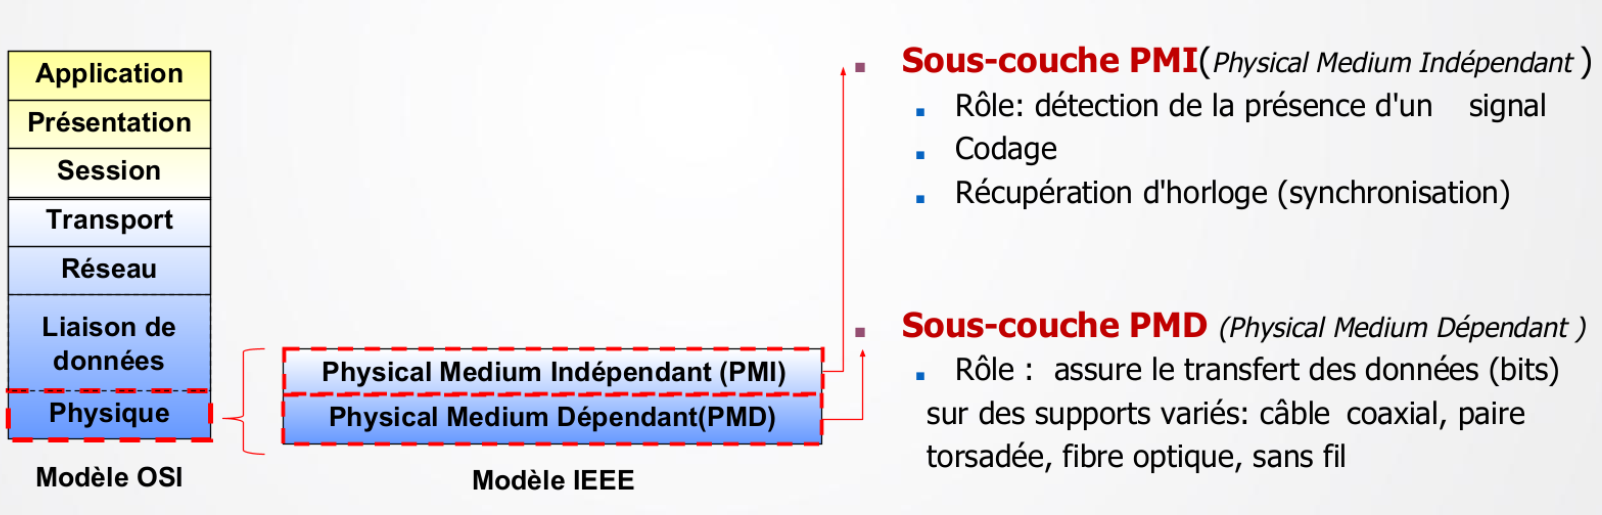 Application
Présentation
Session
Transport
Réseau
Liaison de
données
Physique
Modèle OSI
Physical Medium Indépendant (PMI)
Physical Medium Dépendant(PMD)
Modèle IEEE
Sous-couche PMI(Physical Medium Indépendant )
Rôle: détection de la présence d'un signal
Codage
Récupération d'horloge (synchronisation)
Sous-couche PMD (Physical Medium Dépendant )
Rôle : assure le transfert des données (bits)
sur des supports variés: câble coaxial, paire
torsadée, fibre optique, sans fil